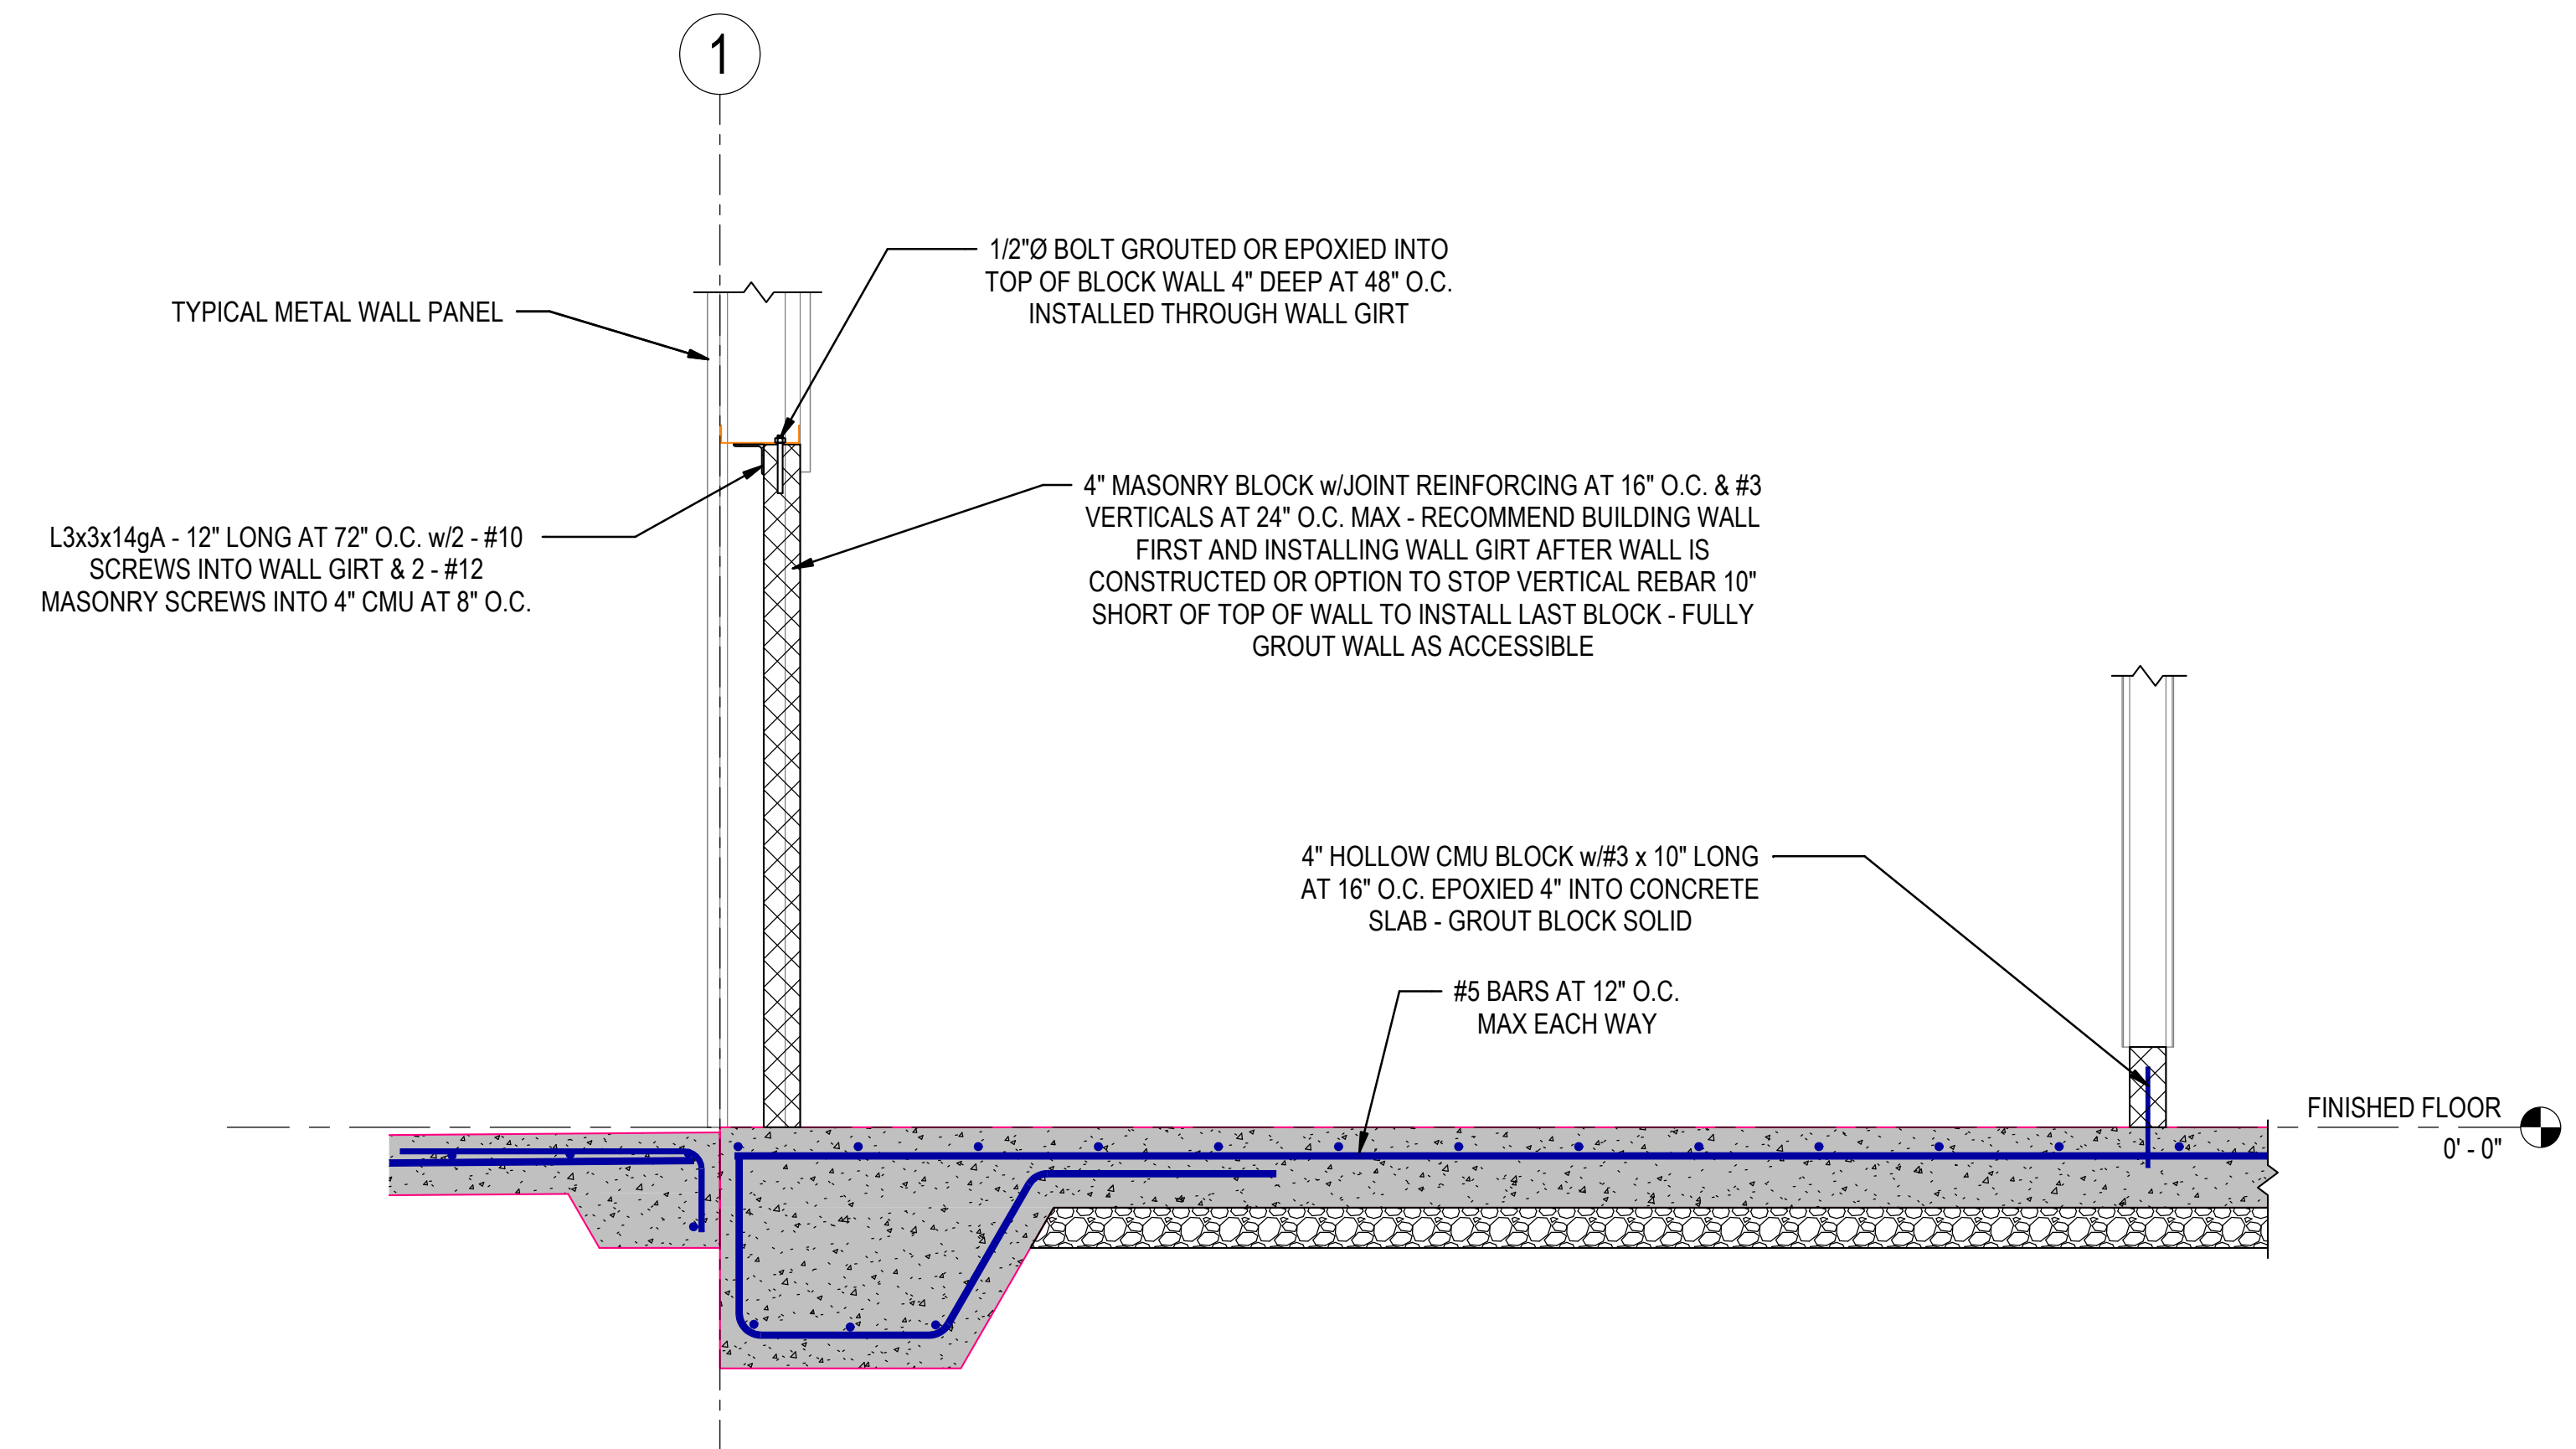 1
1/2"Ø BOLT GROUTED OR EPOXIED INTO
TOP OF BLOCK WALL 4" DEEP AT 48" O.C.
INSTALLED THROUGH WALL GIRT
TYPICAL METAL WALL PANEL
4" MASONRY BLOCK w/JOINT REINFORCING AT 16" O.C. & #3
VERTICALS AT 24" O.C. MAX - RECOMMEND BUILDING WALL
FIRST AND INSTALLING WALL GIRT AFTER WALL IS
CONSTRUCTED OR OPTION TO STOP VERTICAL REBAR 10"
SHORT OF TOP OF WALL TO INSTALL LAST BLOCK - FULLY
GROUT WALL AS ACCESSIBLE
L3x3x14gA - 12" LONG AT 72" O.C. w/2 - #10
SCREWS INTO WALL GIRT & 2 - #12
MASONRY SCREWS INTO 4" CMU AT 8" O.C.
4" HOLLOW CMU BLOCK w/#3 x 10" LONG
AT 16" O.C. EPOXIED 4" INTO CONCRETE
SLAB - GROUT BLOCK SOLID
#5 BARS AT 12" O.C.
MAX EACH WAY
FINISHED FLOOR
0' - 0"